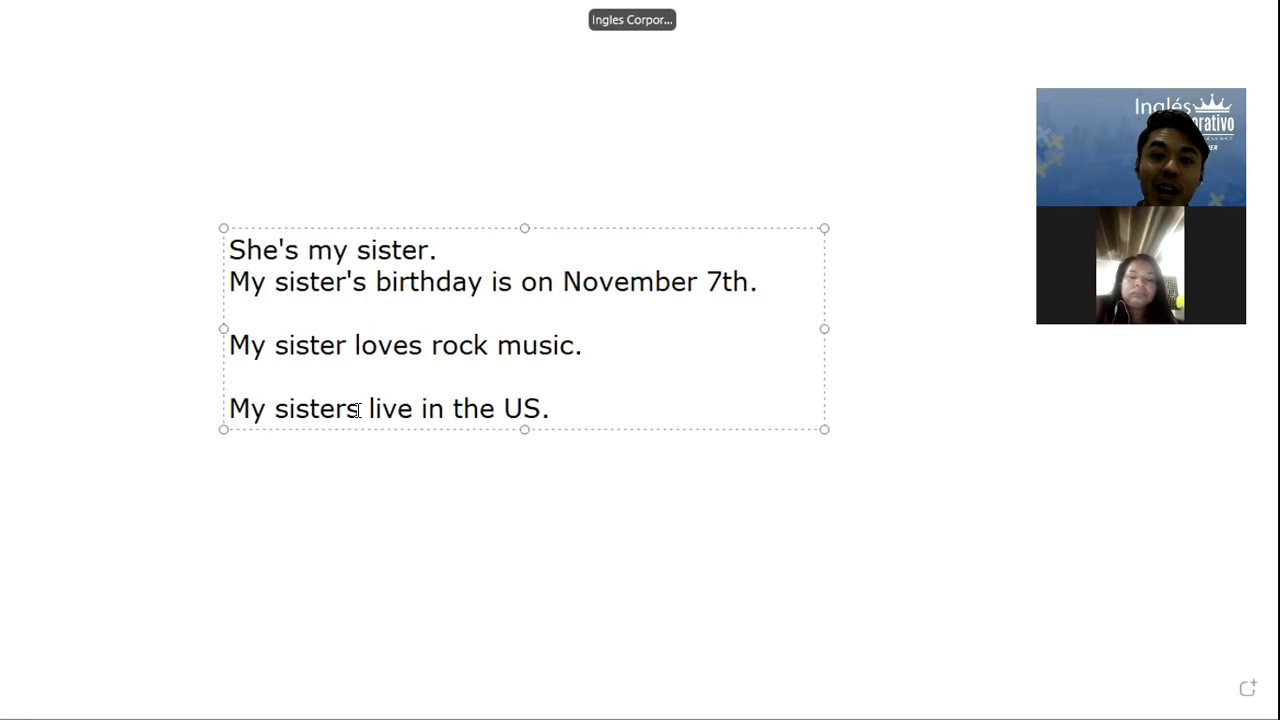 Ingles Corpor...
Inglés
rativo
She's my sister.
My sister's birthday is on November 7th.
My sister loves rock music.
My sisters live in the US.